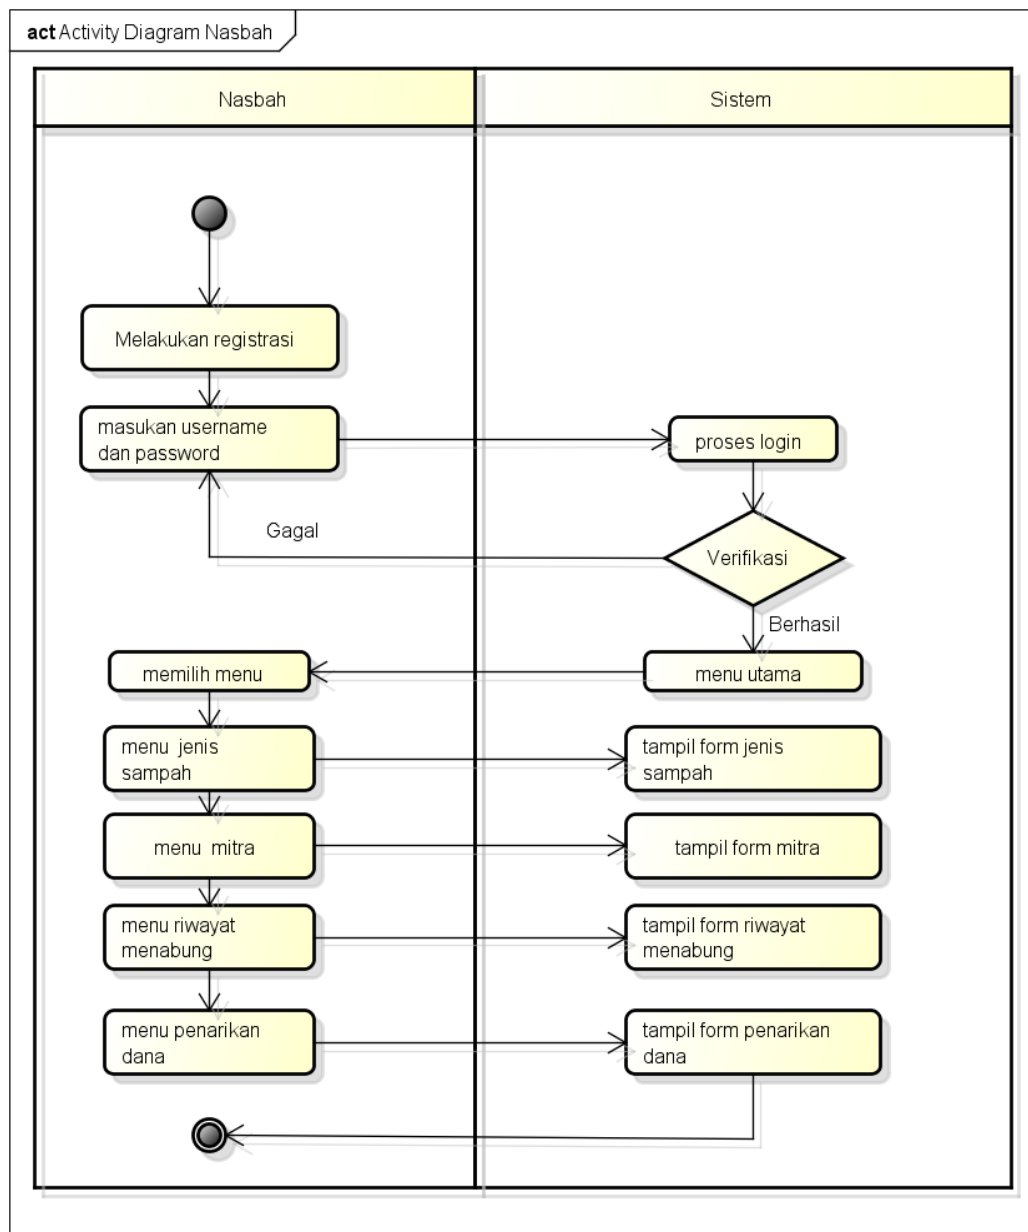 act Activity Diagram Nasbah
Nasbah
Sistem
Melakukan registrasi
masukan username
dan password
proses login
Gagal
Verifikasi
Berhasil
memilih menu
menu utama
menu jenis
sampah
tampil form jenis
sampah
menu mitra
tampil form mitra
menu riwayat
menabung
tampil form riwayat
menabung
menu penarikan
dana
tampil form penarikan
dana